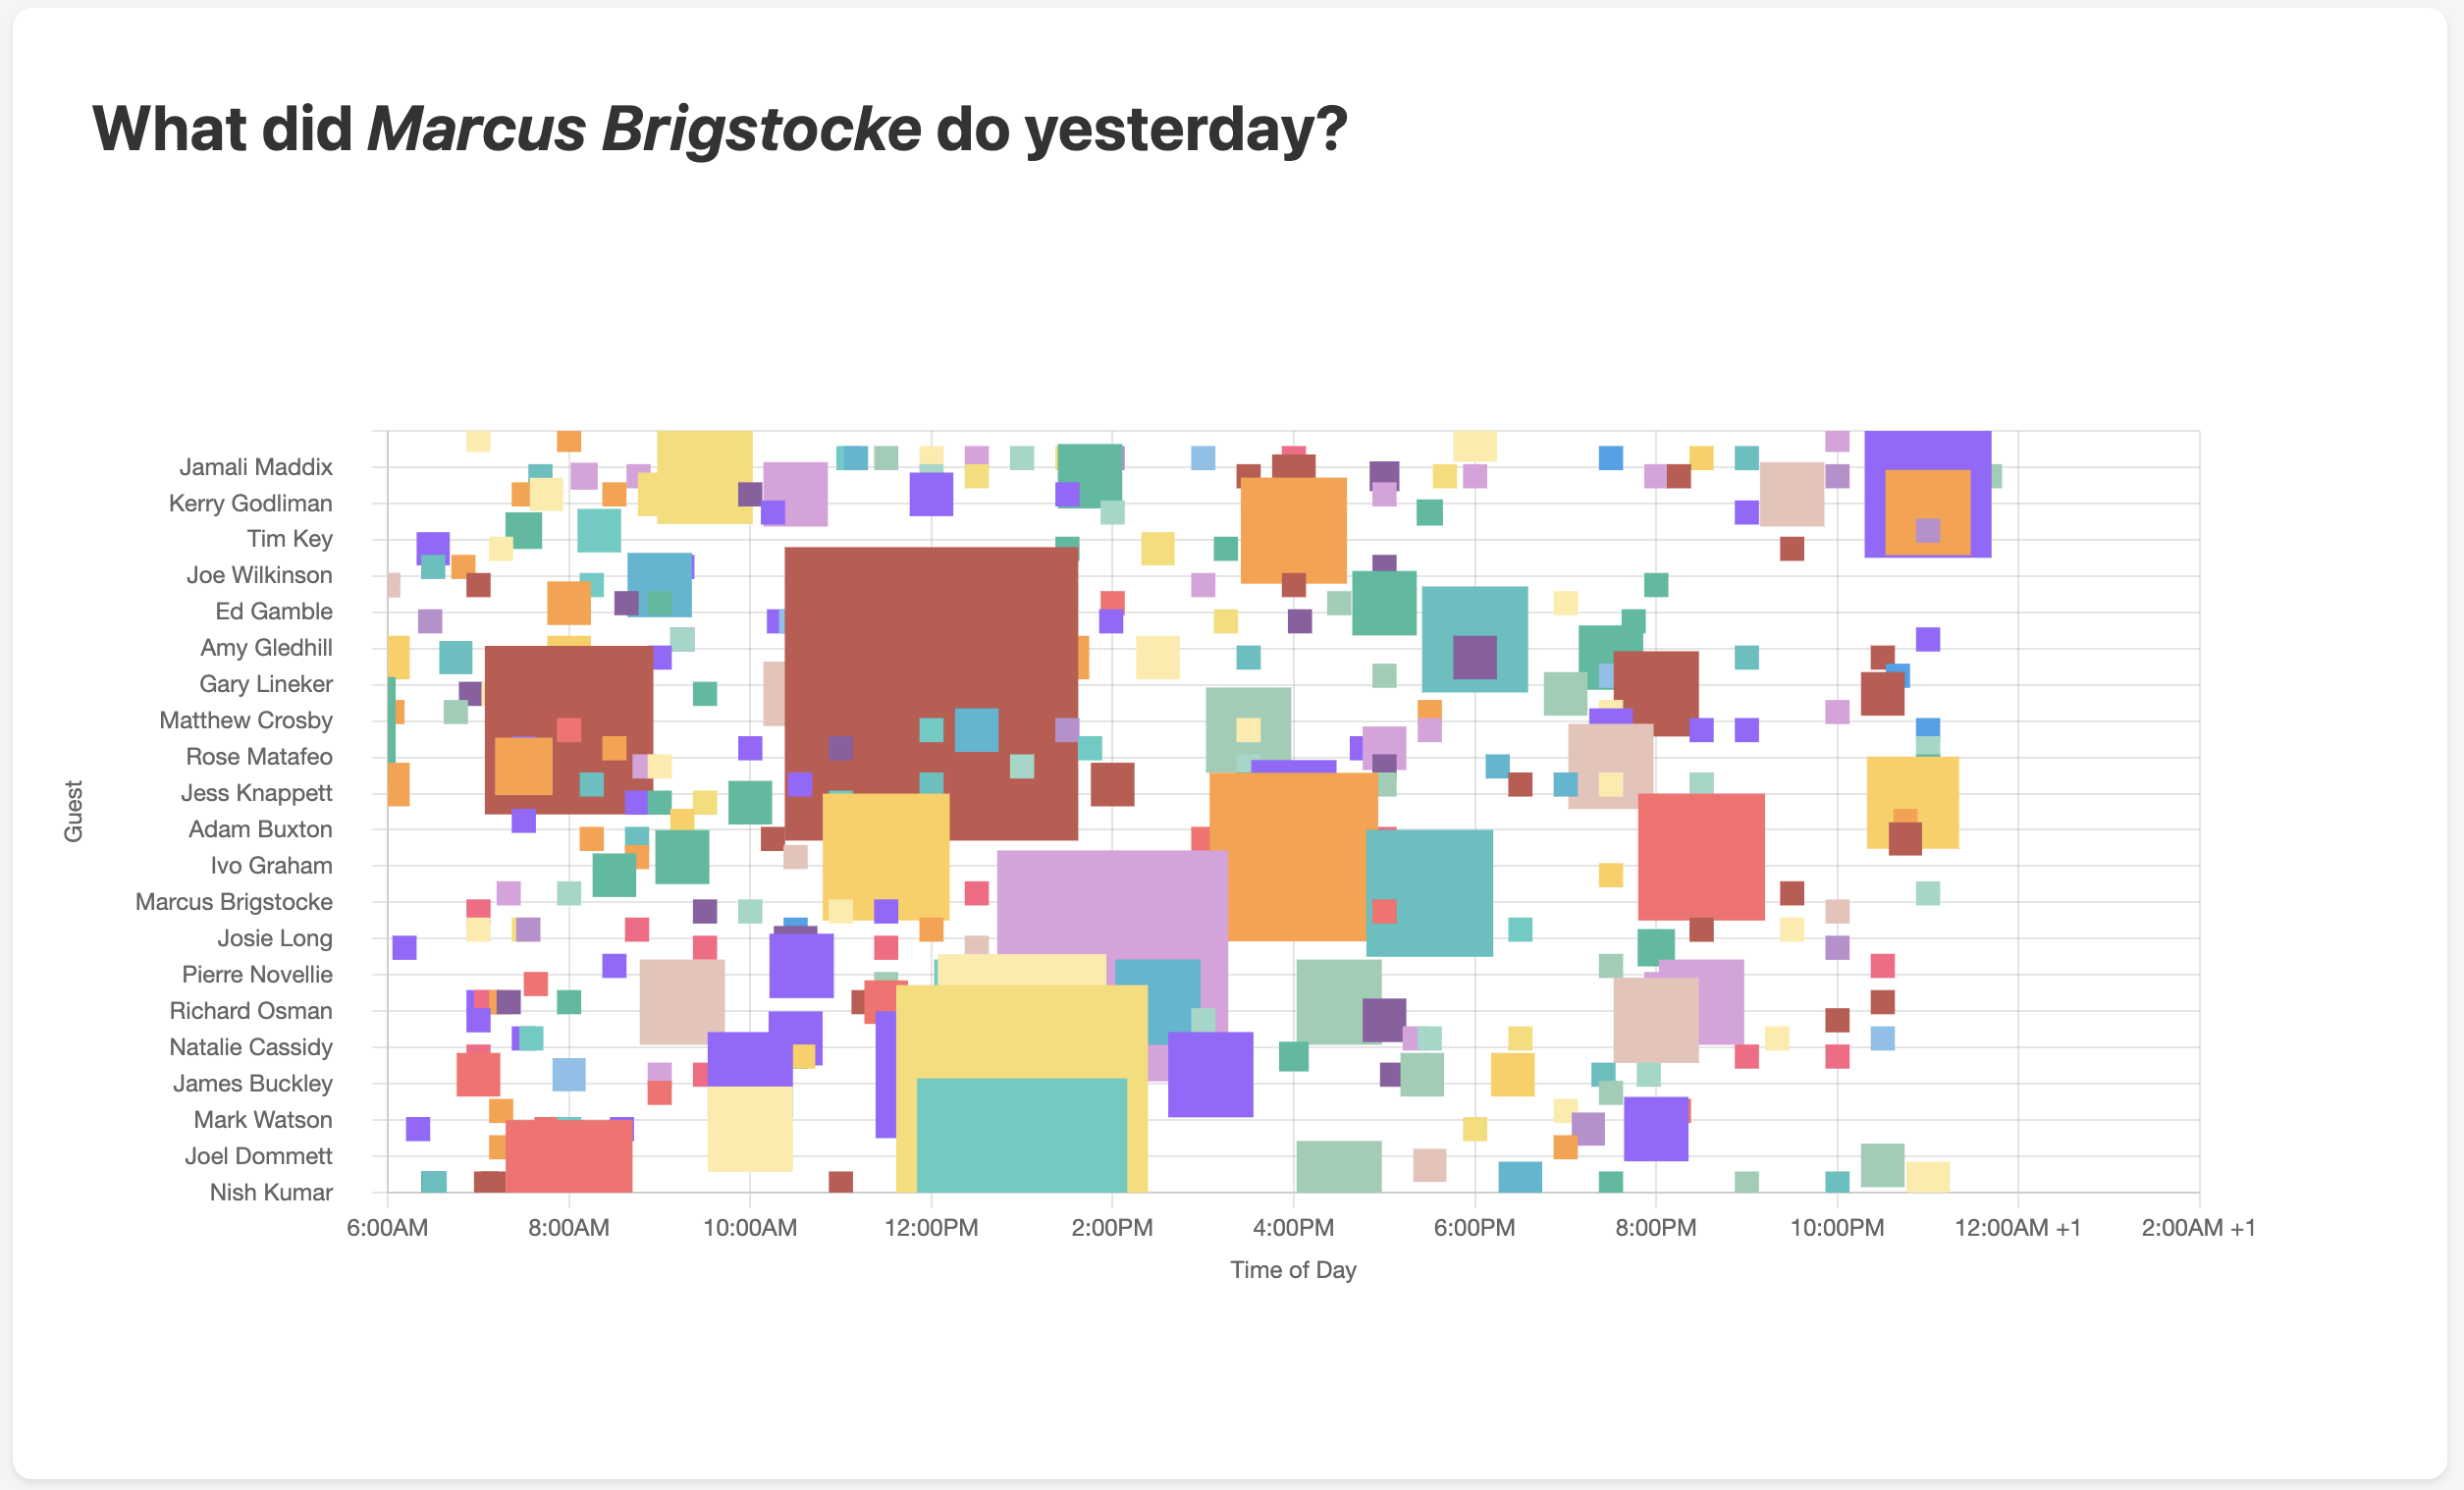 What did Marcus Brigstocke do yesterday?
Guest
Jamali Maddix
Kerry Godliman
Tim Key
Joe Wilkinson
Ed Gamble
Amy Gledhill
Gary Lineker
Matthew Crosby
Rose Matafeo
Jess Knappett
Adam Buxton
Ivo Graham
Marcus Brigstocke
Josie Long
Pierre Novellie
Richard Osman
Natalie Cassidy
James Buckley
Mark Watson
Joel Dommett
Nish Kumar
6:00AM 8:00AM 10:00AM 12:00PM 2:00PM 4:00PM 6:00PM 8:00PM 10:00PM 12:00AM +1 2:00AM +1
Time of Day